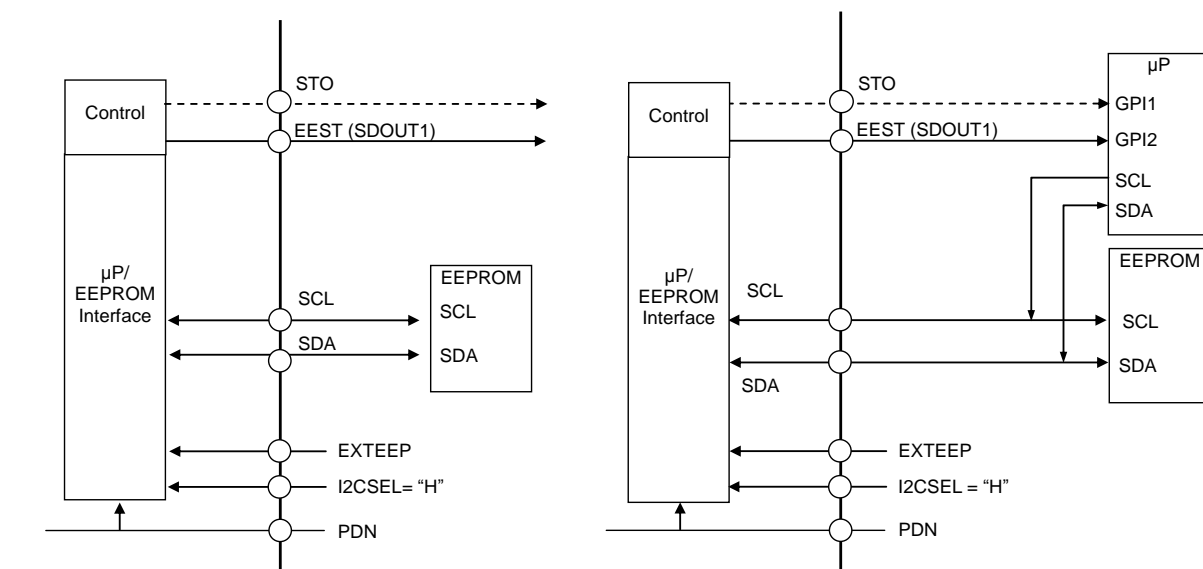 STO
Control
EEST (SDOUT1)
µP/
EEPROM
Interface
SCL
SDA
EEPROM
SCL
SDA
EXTEEP
I2CSEL= “H”
PDN
STO
Control
EEST (SDOUT1)
µP
GPI1
GPI2
SCL
SDA
µP/
EEPROM
Interface
SCL
SDA
EEPROM
SCL
SDA
EXTEEP
I2CSEL = “H”
PDN